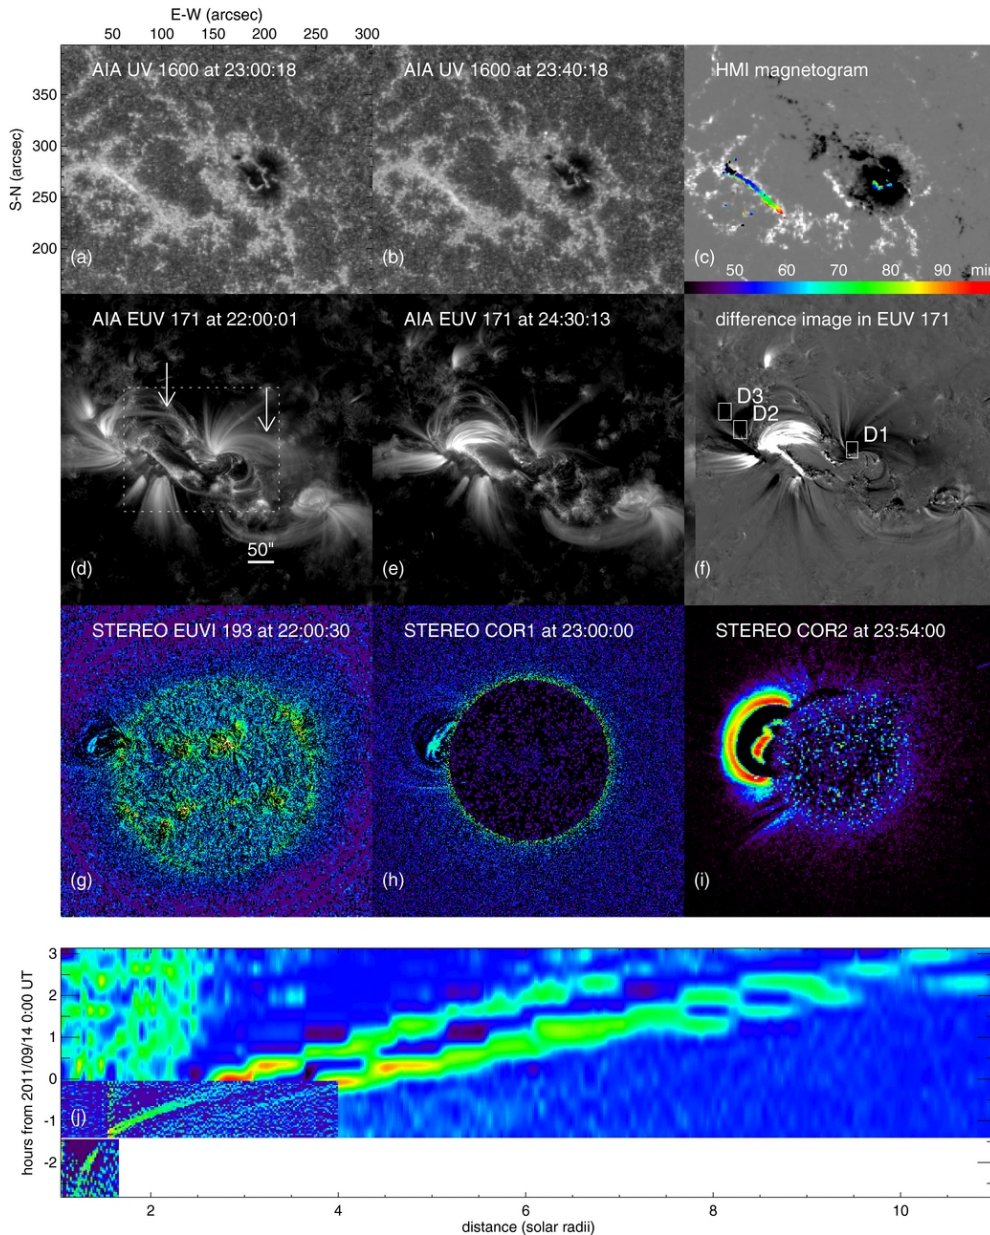 E-W (arcsec)
50 100 150 200 250 300
AIA UV 1600 at 23:00:18
AIA UV 1600 at 23:40:18
HMI magnetogram
350
300
250
200
S-N (arcsec)
(a)
(b)
(c)
50 60 70 80 90 min
AIA EUV 171 at 22:00:01
AIA EUV 171 at 24:30:13
difference image in EUV 171
D3
D2
D1
50"
(d)
(e)
(f)
STEREO EUVI 193 at 22:00:30
STEREO COR1 at 23:00:00
STEREO COR2 at 23:54:00
(g)
(h)
(i)
3
2
1
0
-1
-2
hours from 2011/09/14 0:00 UT
(j)
2 4 6 8 10
distance (solar radii)